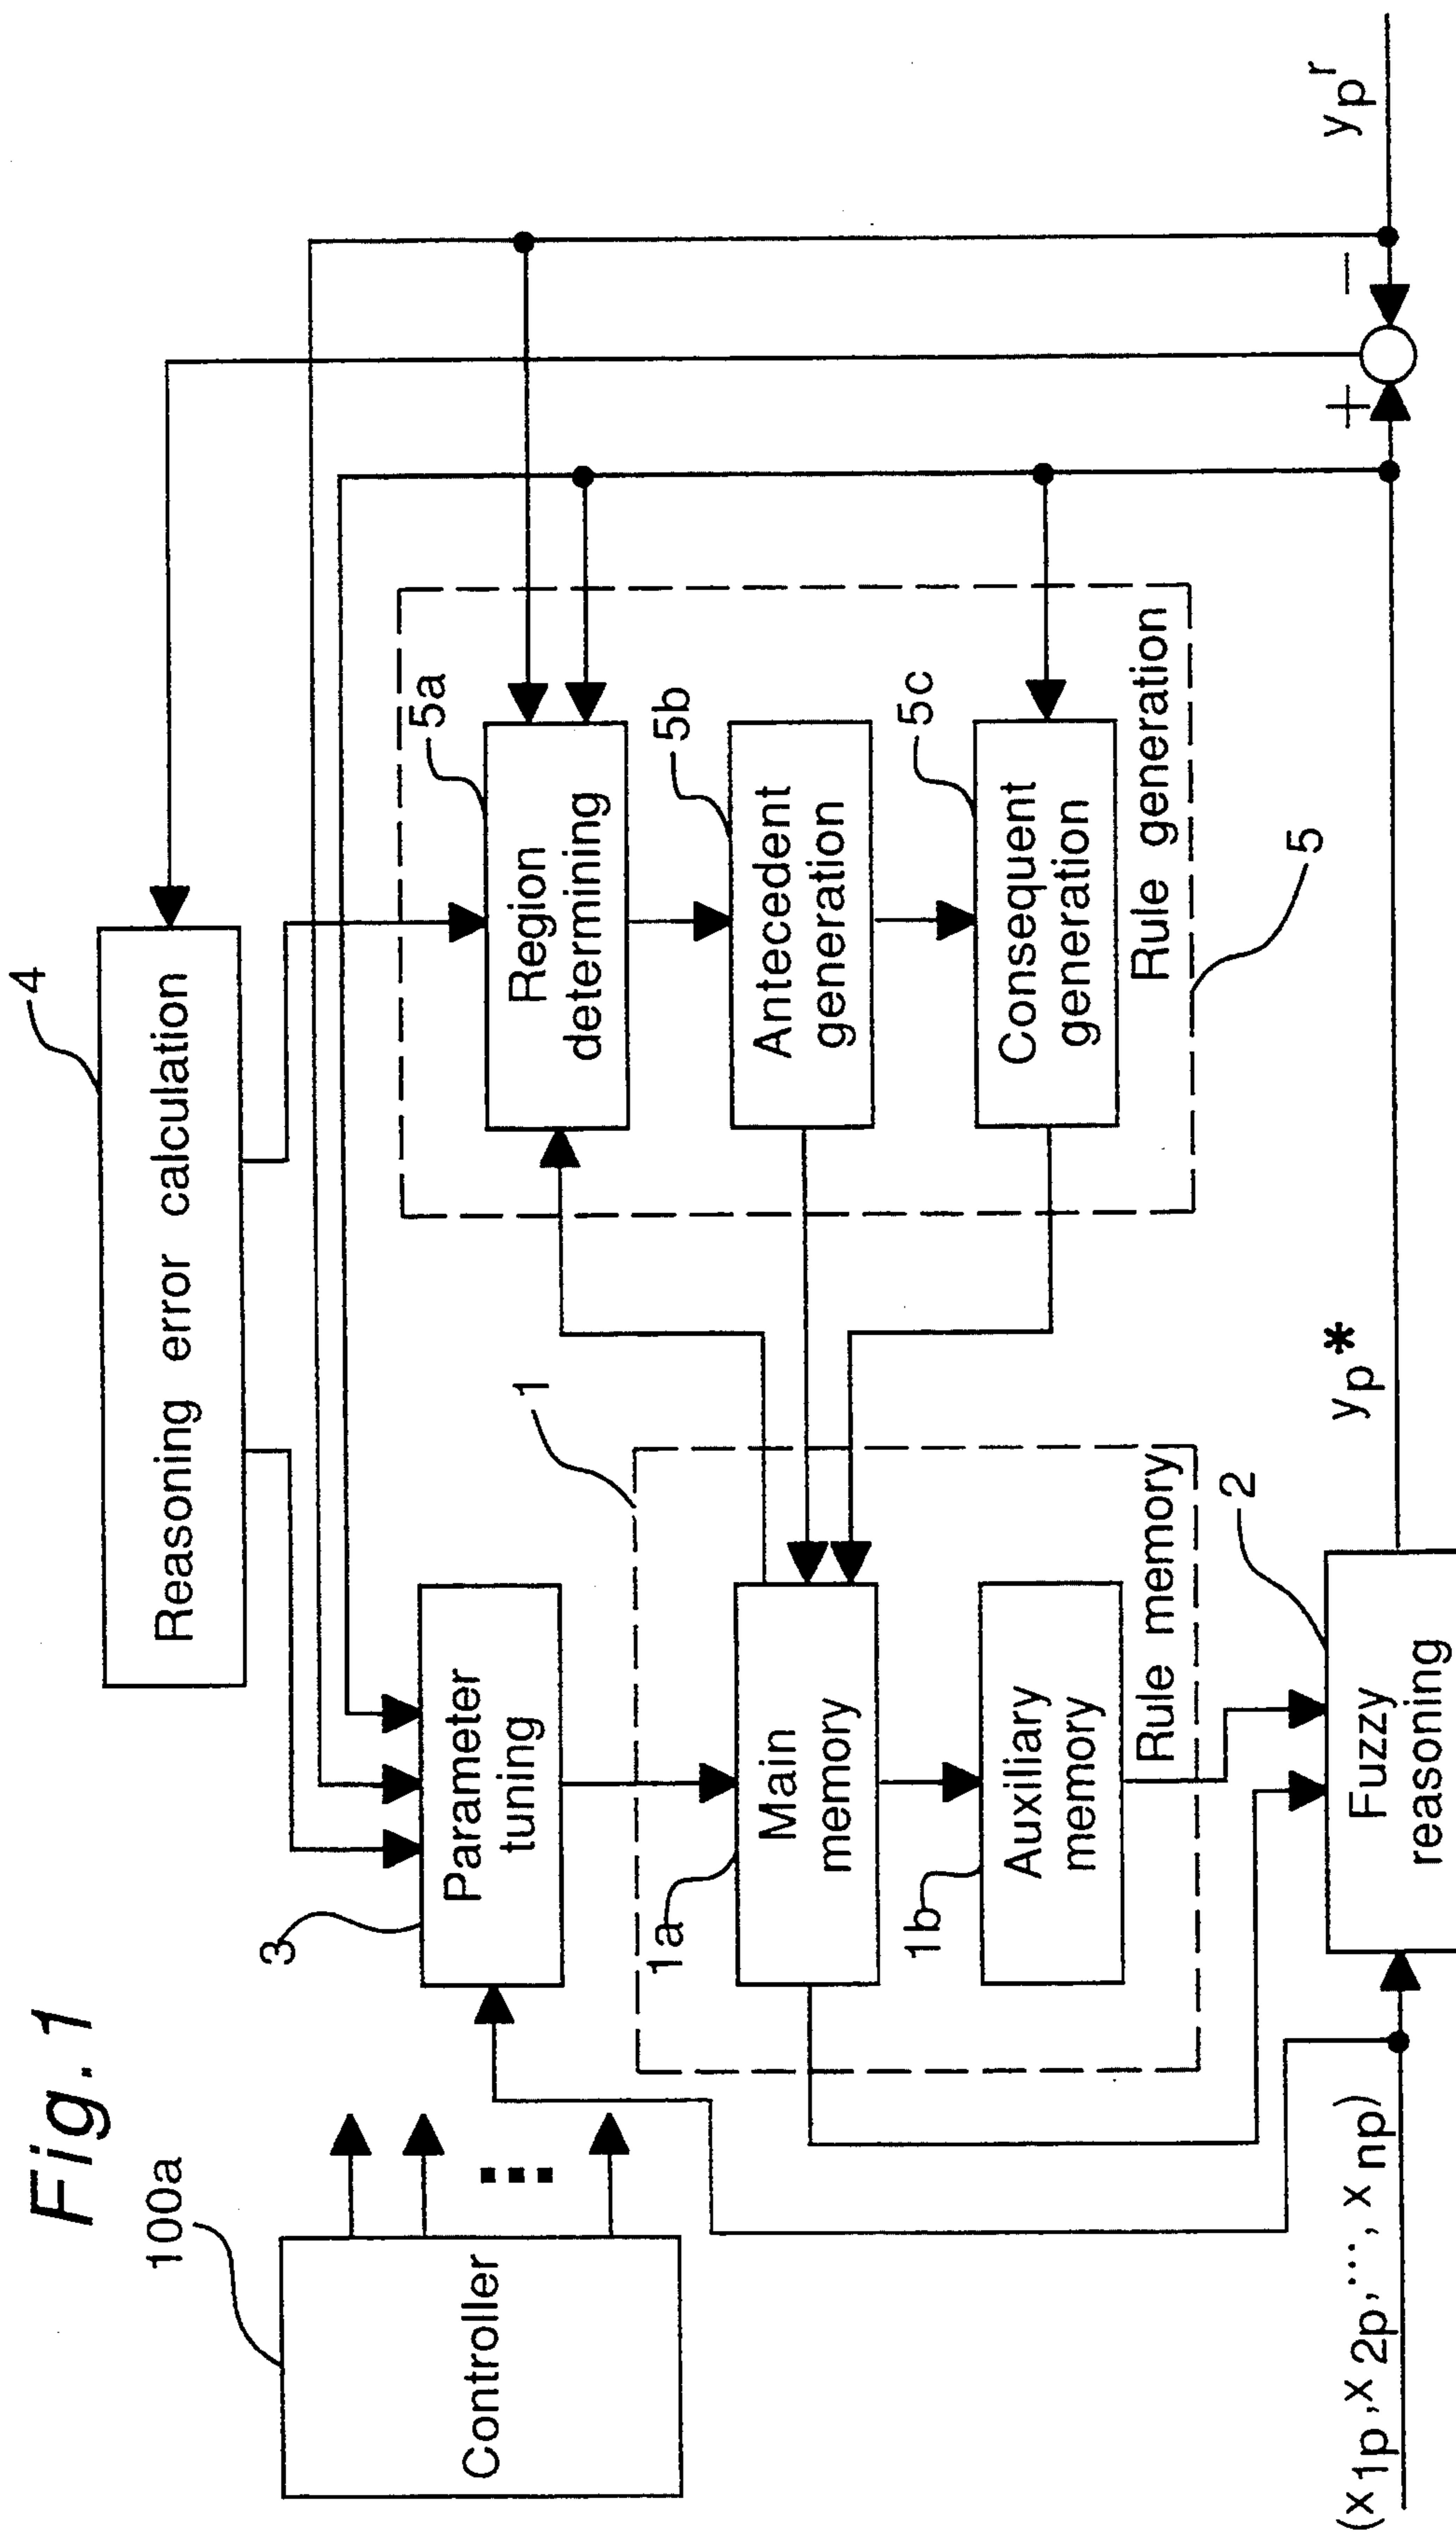 Fig.1
100a
Controller
4
Reasoning error calculation
3
Parameter
tuning
1
1a
Main
memory
1b
Auxiliary
memory
Rule memory
5a
Region
determining
5b
Antecedent
generation
5c
Consequent
generation
Rule generation
5
2
Fuzzy
reasoning
(x1p,x2p,···,xnp)
yp*
+
−
ypr